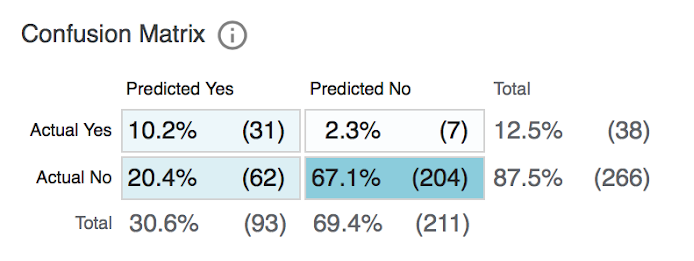 Confusion Matrix
Predicted Yes Predicted No Total
Actual Yes 10.2% (31) 2.3% (7) 12.5% (38)
Actual No 20.4% (62) 67.1% (204) 87.5% (266)
Total 30.6% (93) 69.4% (211)